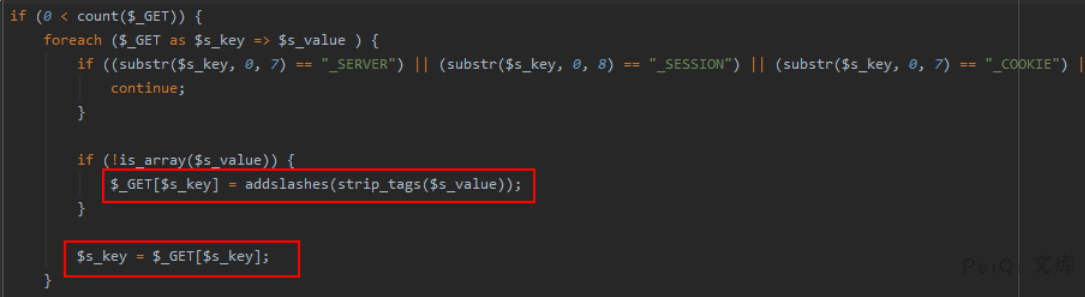 if (0 < count($_GET)) {
foreach ($_GET as $s_key => $s_value ) {
if ((substr($s_key, 0, 7) == "_SERVER") || (substr($s_key, 0, 8) == "_SESSION") || (substr($s_key, 0, 7) == "_COOKIE") |
continue;
}
if (!is_array($s_value)) {
$_GET[$s_key] = addslashes(strip_tags($s_value));
}
$s_key = $_GET[$s_key];
}
PeiQi 文库